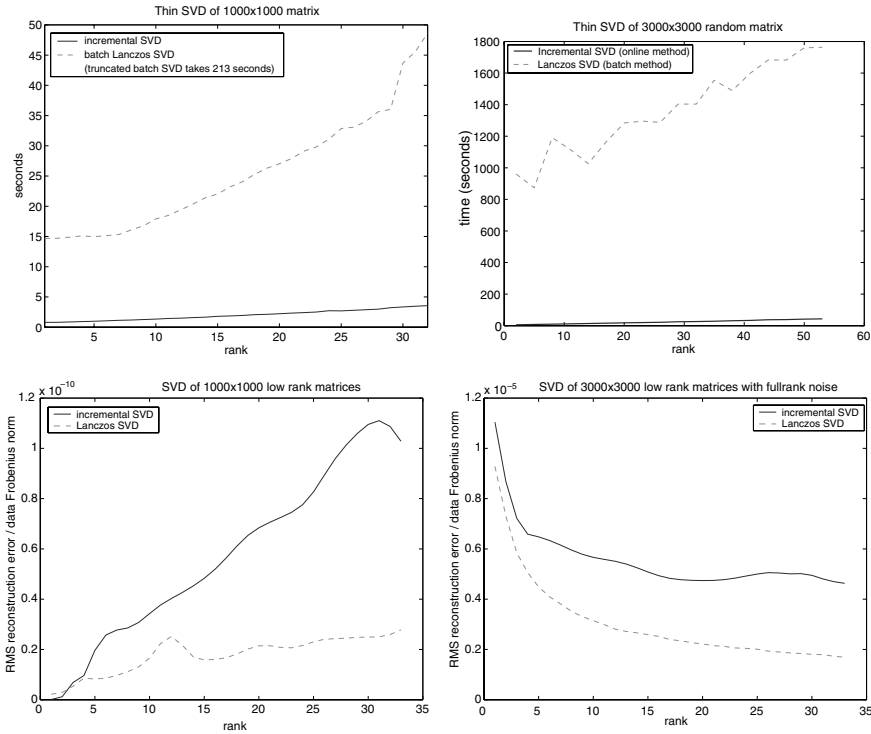 Thin SVD of 1000x1000 matrix
incremental SVD
batch Lanczos SVD
(truncated batch SVD takes 213 seconds)
50
45
40
35
30
25
20
15
10
5
0
seconds
5
10
15
20
25
30
rank
Thin SVD of 3000x3000 random matrix
Incremental SVD (online method)
Lanczos SVD (batch method)
1800
1600
1400
1200
1000
800
600
400
200
0
time (seconds)
0
10
20
30
40
50
60
rank
SVD of 1000x1000 low rank matrices
x 10^-10
incremental SVD
Lanczos SVD
1.2
1
0.8
0.6
0.4
0.2
0
RMS reconstruction error / data Frobenius norm
0
5
10
15
20
25
30
35
rank
SVD of 3000x3000 low rank matrices with fullrank noise
x 10^-5
incremental SVD
Lanczos SVD
1.2
1
0.8
0.6
0.4
0.2
0
RMS reconstruction error / data Frobenius norm
0
5
10
15
20
25
30
35
rank